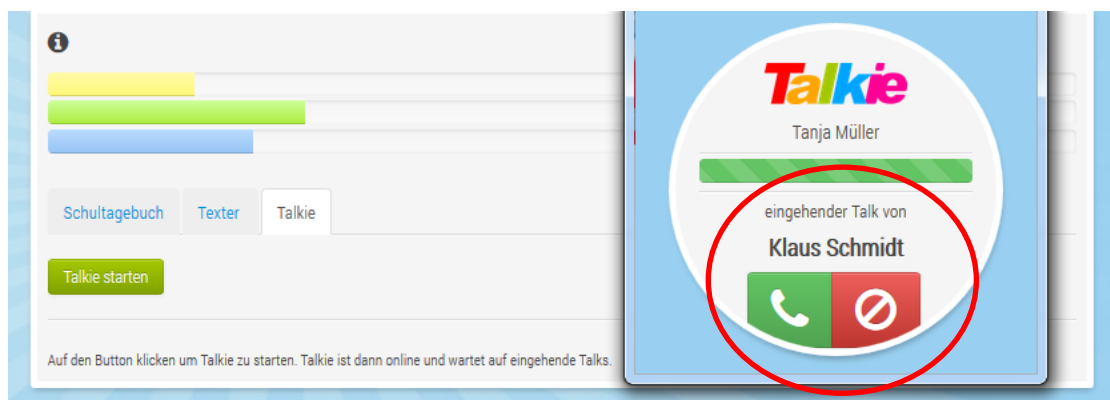 Schultagebuch
Texter
Talkie
Talkie starten
Auf den Button klicken um Talkie zu starten. Talkie ist dann online und wartet auf eingehende Talks.
Talkie
Tanja Müller
eingehender Talk von
Klaus Schmidt